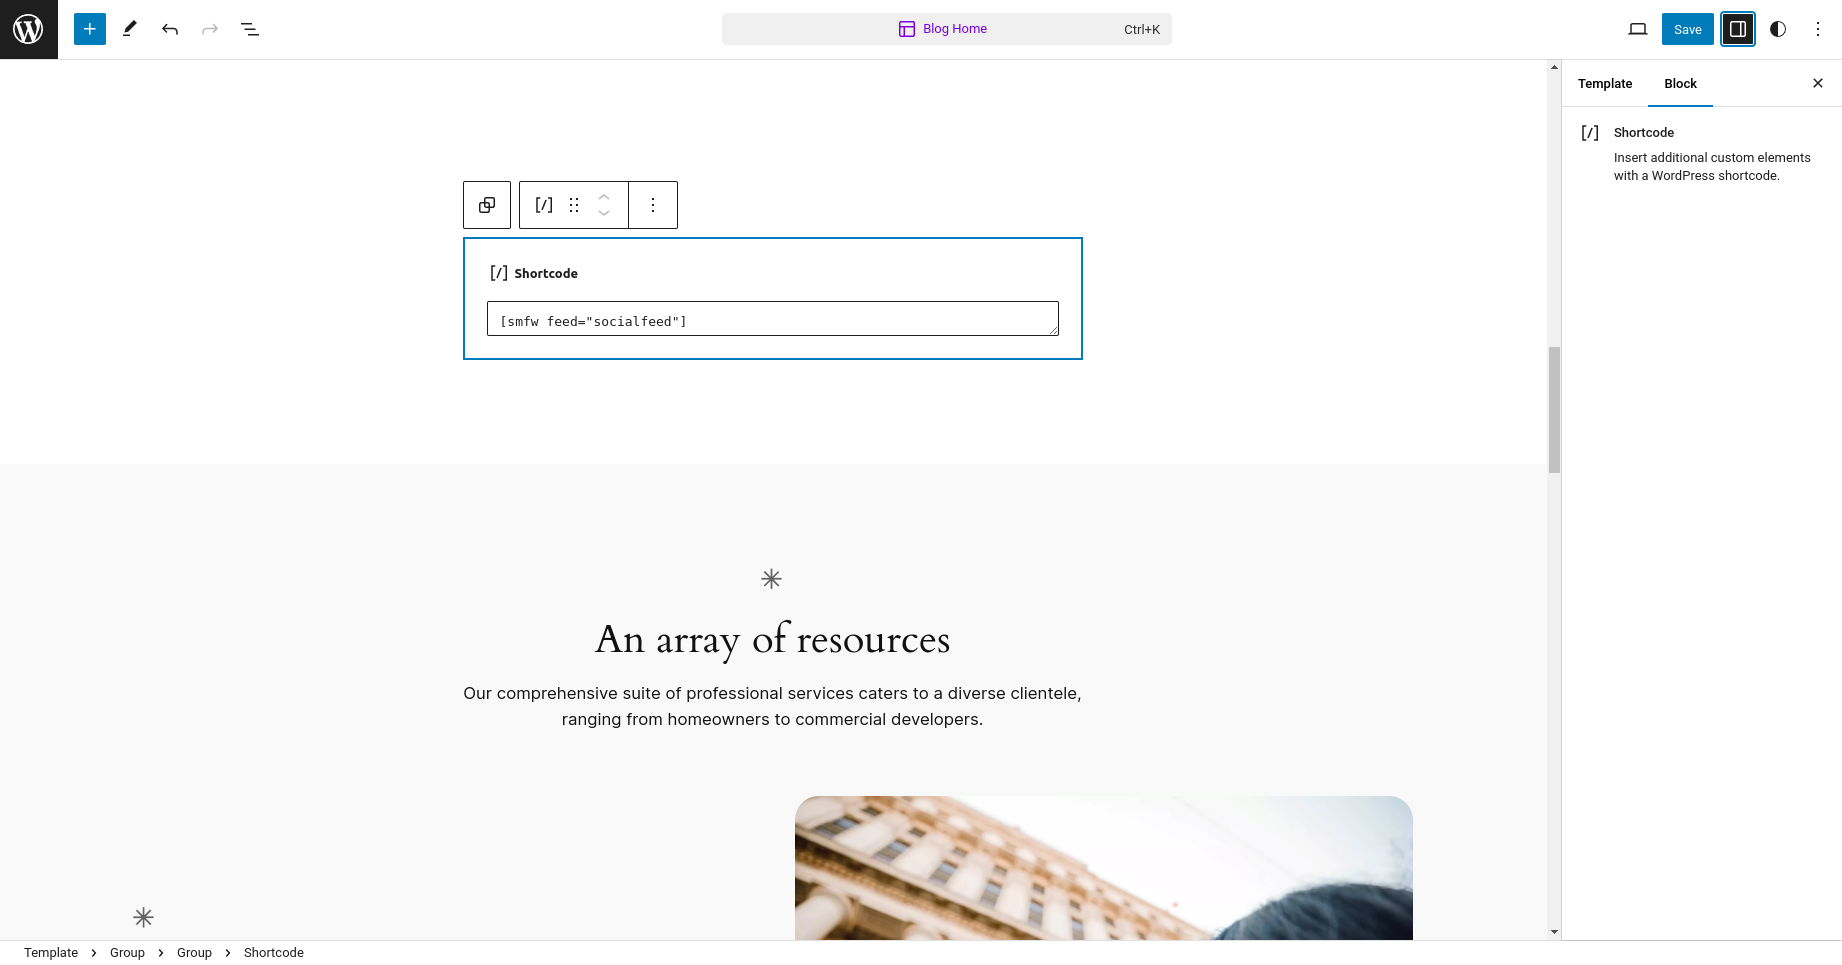 Blog Home
Ctrl+K
Save
Template
Block
[/] Shortcode
Insert additional custom elements
with a WordPress shortcode.
[/]
[/] Shortcode
[smfw feed="socialfeed"]
An array of resources
Our comprehensive suite of professional services caters to a diverse clientele,
ranging from homeowners to commercial developers.
Template > Group > Group > Shortcode